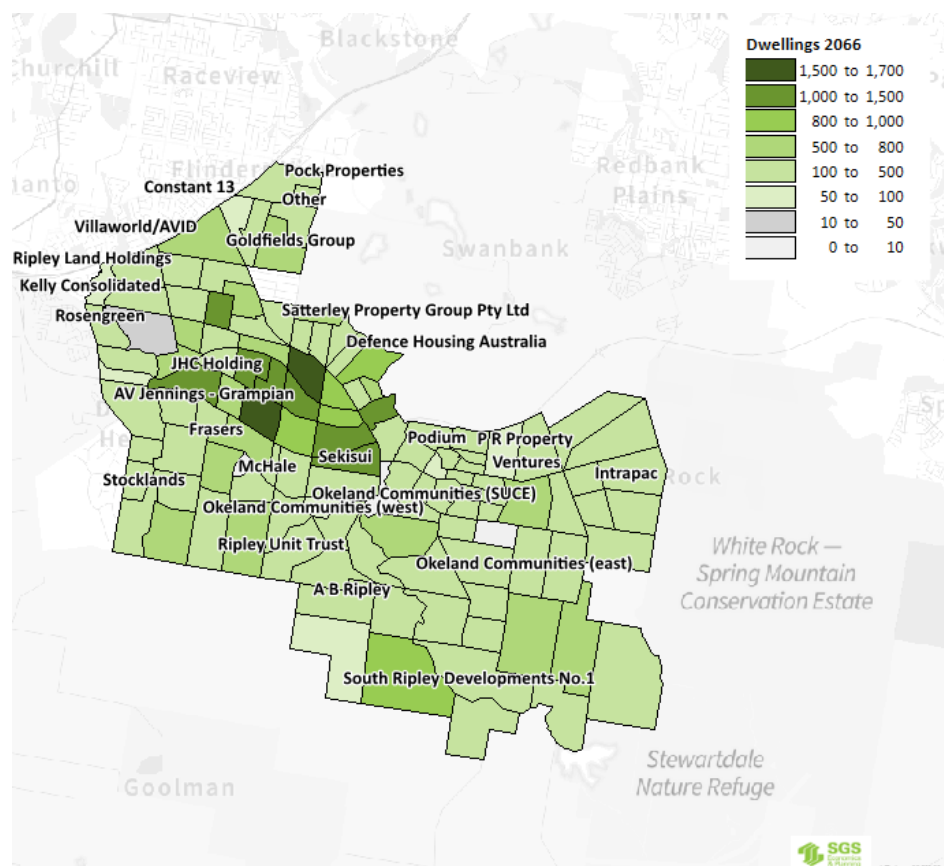 Blackstone
Churchill
Raceview
Dwellings 2066
1,500 to 1,700
1,000 to 1,500
800 to 1,000
500 to 800
100 to 500
50 to 100
10 to 50
0 to 10
Flinder
Pock Properties
Redbank
Plains
Constant 13
Other
Villaworld/AVID
Goldfields Group
Swanbank
Ripley Land Holdings
Kelly Consolidated
Rosengreen
Satterley Property Group Pty Ltd
Defence Housing Australia
JHC Holding
AV Jennings - Grampian
Frasers
Podium
P R Property
Ventures
Sekisui
McHale
Intrapac
Rock
Stocklands
Okeland Communities (SUCE)
Okeland Communities (west)
Ripley Unit Trust
Okeland Communities (east)
White Rock —
Spring Mountain
Conservation Estate
A B Ripley
South Ripley Developments No.1
Stewartdale
Nature Refuge
Goolman
SGS
Economics
& Planning